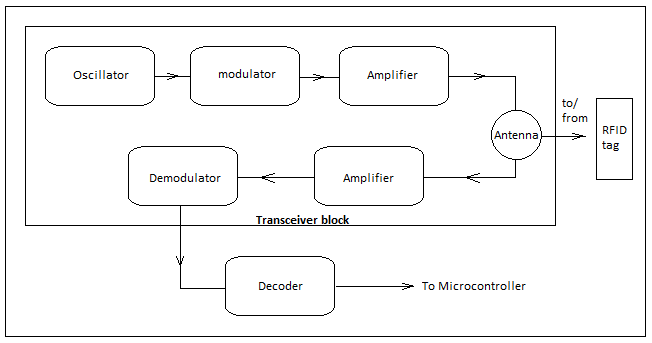 Oscillator
modulator
Amplifier
to/
from
Antenna
RFID
tag
Demodulator
Amplifier
Transceiver block
Decoder
To Microcontroller